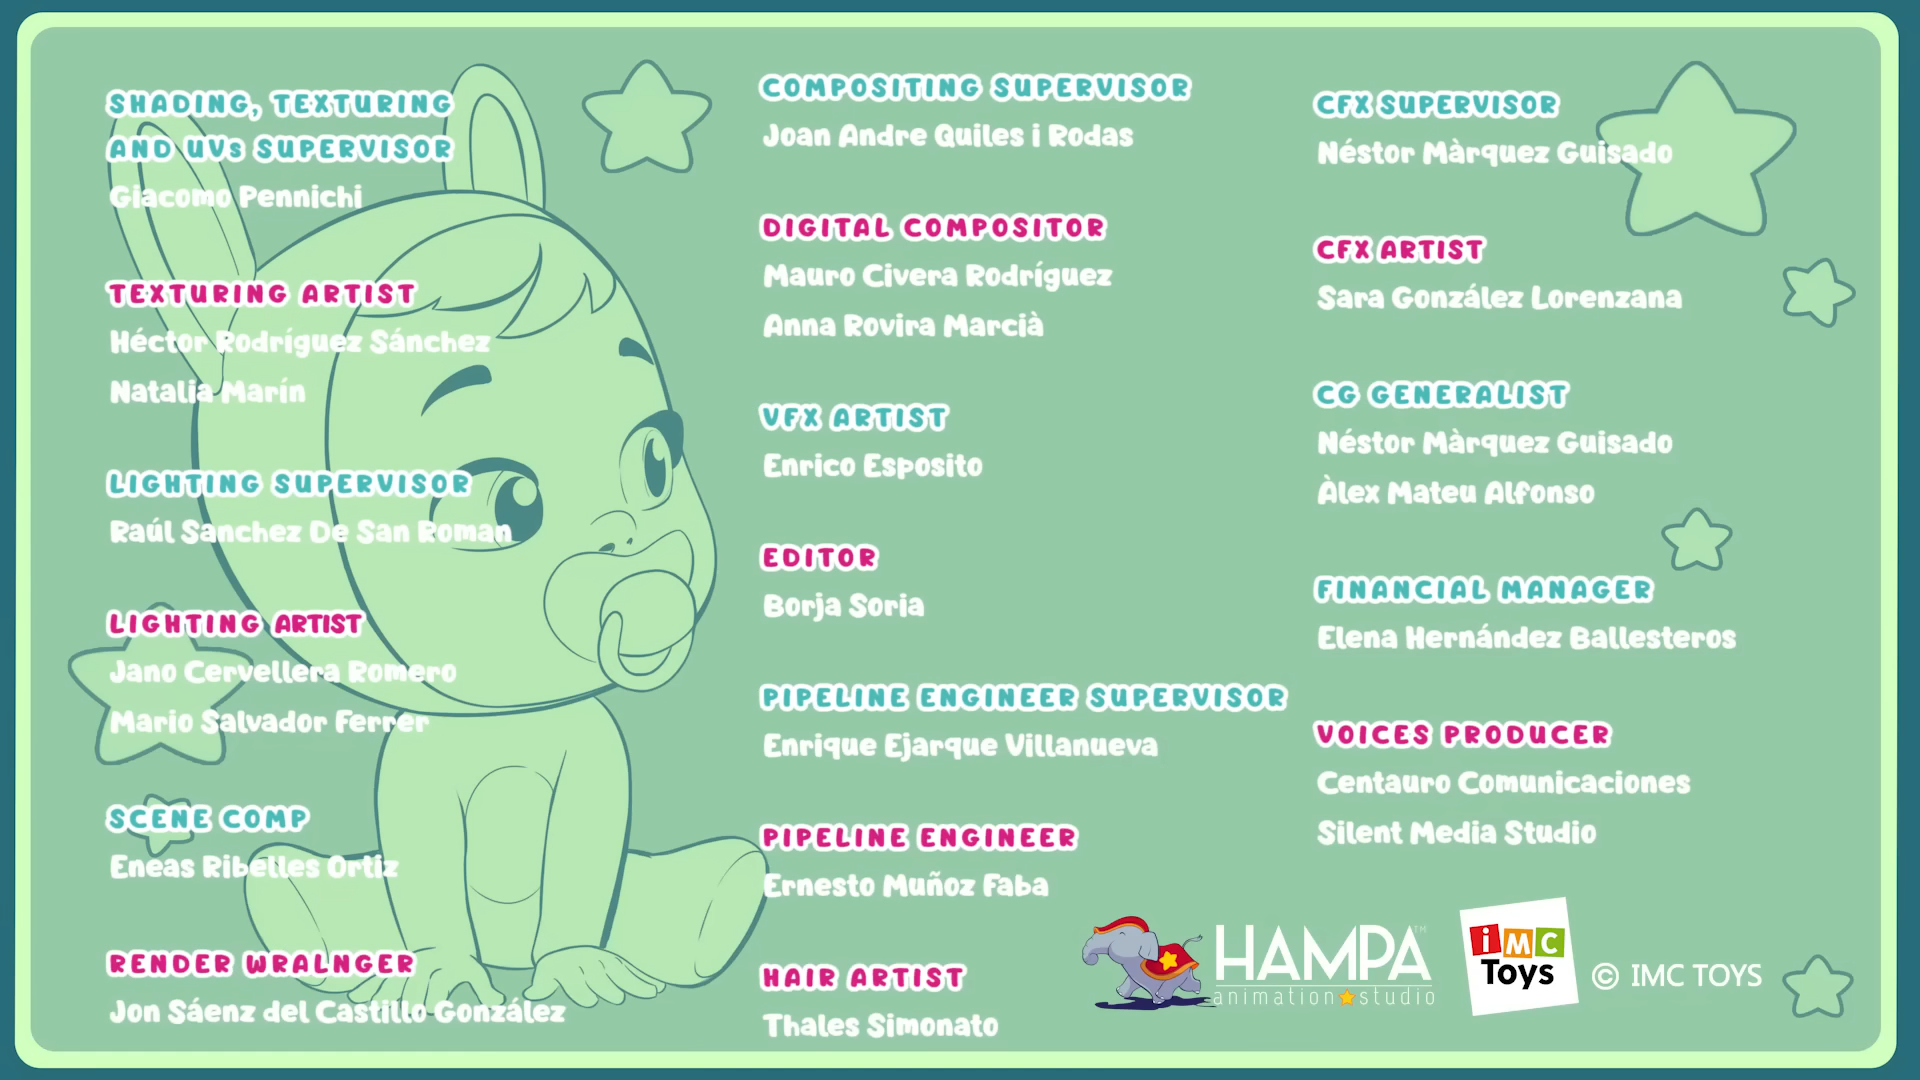 SHADING, TEXTURING
AND UVs SUPERVISOR
Giacomo Pennichi
TEXTURING ARTIST
Héctor Rodríguez Sánchez
Natalia Marín
LIGHTING SUPERVISOR
Raúl Sanchez De San Roman
LIGHTING ARTIST
Jano Cervellera Romero
Mario Salvador Ferrer
SCENE COMP
Eneas Ribelles Ortiz
RENDER WRALNGER
Jon Sáenz del Castillo González
COMPOSITING SUPERVISOR
Joan Andre Quiles i Rodas
DIGITAL COMPOSITOR
Mauro Civera Rodríguez
Anna Rovira Marcià
VFX ARTIST
Enrico Esposito
EDITOR
Borja Soria
PIPELINE ENGINEER SUPERVISOR
Enrique Ejarque Villanueva
PIPELINE ENGINEER
Ernesto Muñoz Faba
HAIR ARTIST
Thales Simonato
CFX SUPERVISOR
Néstor Màrquez Guisado
CFX ARTIST
Sara González Lorenzana
CG GENERALIST
Néstor Màrquez Guisado
Àlex Mateu Alfonso
FINANCIAL MANAGER
Elena Hernández Ballesteros
VOICES PRODUCER
Centauro Comunicaciones
Silent Media Studio
HAMPA™
animation studio
iMC
Toys
© IMC TOYS